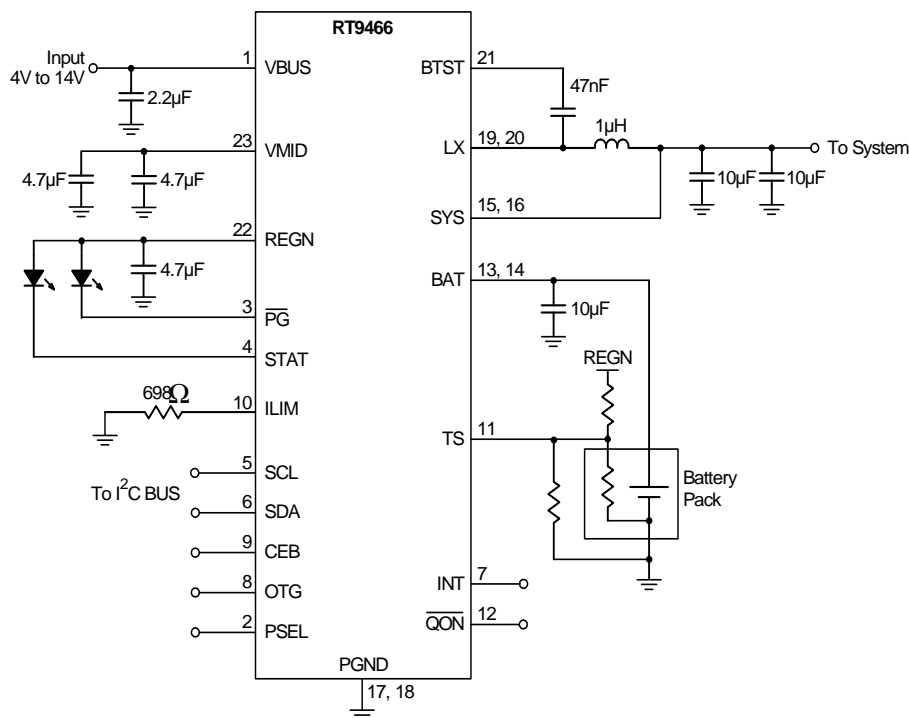 RT9466
Input
4V to 14V
1
VBUS
2.2µF
23
VMID
4.7µF
4.7µF
22
REGN
4.7µF
3
PG
4
STAT
698Ω
10
ILIM
5
SCL
To I²C BUS
6
SDA
9
CEB
8
OTG
2
PSEL
PGND
17, 18
BTST
21
47nF
1µH
LX
19, 20
To System
10µF
10µF
15, 16
SYS
13, 14
BAT
10µF
REGN
11
TS
Battery
Pack
7
INT
12
QON